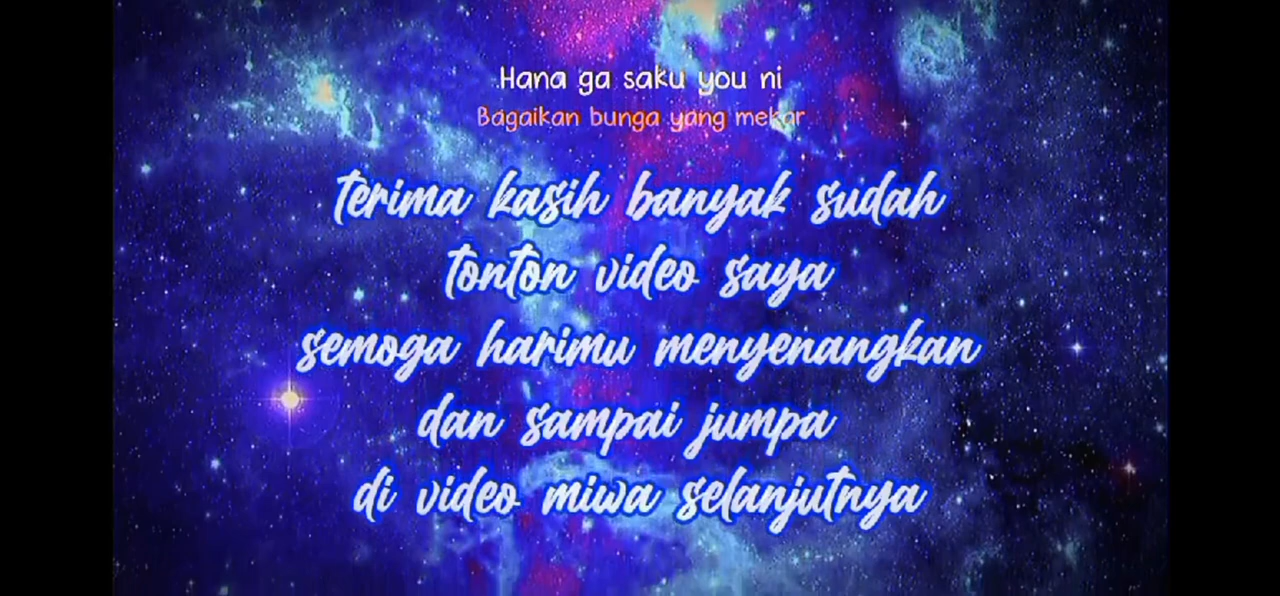 Hana ga saku you ni
Bagaikan bunga yang mekar
terima kasih banyak sudah
tonton video saya
semoga harimu menyenangkan
dan sampai jumpa
di video miwa selanjutnya